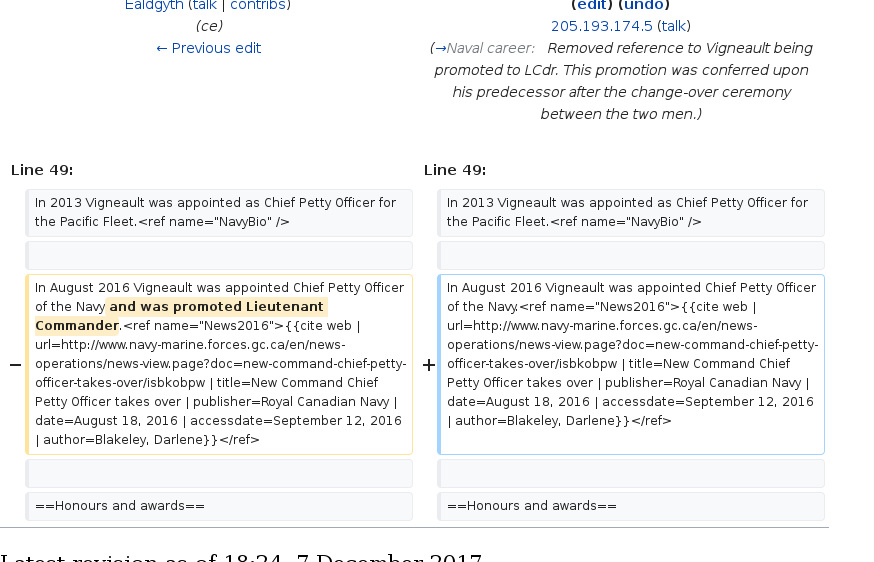 Ealdgyth (talk | contribs)
(ce)
← Previous edit
(edit) (undo)
205.193.174.5 (talk)
(→Naval career: Removed reference to Vigneault being
promoted to LCdr. This promotion was conferred upon
his predecessor after the change-over ceremony
between the two men.)
Line 49:
In 2013 Vigneault was appointed as Chief Petty Officer for
the Pacific Fleet.<ref name="NavyBio" />
In August 2016 Vigneault was appointed Chief Petty Officer
of the Navy and was promoted Lieutenant
Commander.<ref name="News2016">{{cite web |
url=http://www.navy-marine.forces.gc.ca/en/news-
operations/news-view.page?doc=new-command-chief-petty-
officer-takes-over/isbkobpw | title=New Command Chief
Petty Officer takes over | publisher=Royal Canadian Navy |
date=August 18, 2016 | accessdate=September 12, 2016
| author=Blakeley, Darlene}}</ref>
==Honours and awards==
Line 49:
In 2013 Vigneault was appointed as Chief Petty Officer for
the Pacific Fleet.<ref name="NavyBio" />
In August 2016 Vigneault was appointed Chief Petty Officer
of the Navy.<ref name="News2016">{{cite web |
url=http://www.navy-marine.forces.gc.ca/en/news-
operations/news-view.page?doc=new-command-chief-petty-
officer-takes-over/isbkobpw | title=New Command Chief
Petty Officer takes over | publisher=Royal Canadian Navy |
date=August 18, 2016 | accessdate=September 12, 2016
| author=Blakeley, Darlene}}</ref>
==Honours and awards==
− +
Latest revision as of 18:24, 7 December 2017